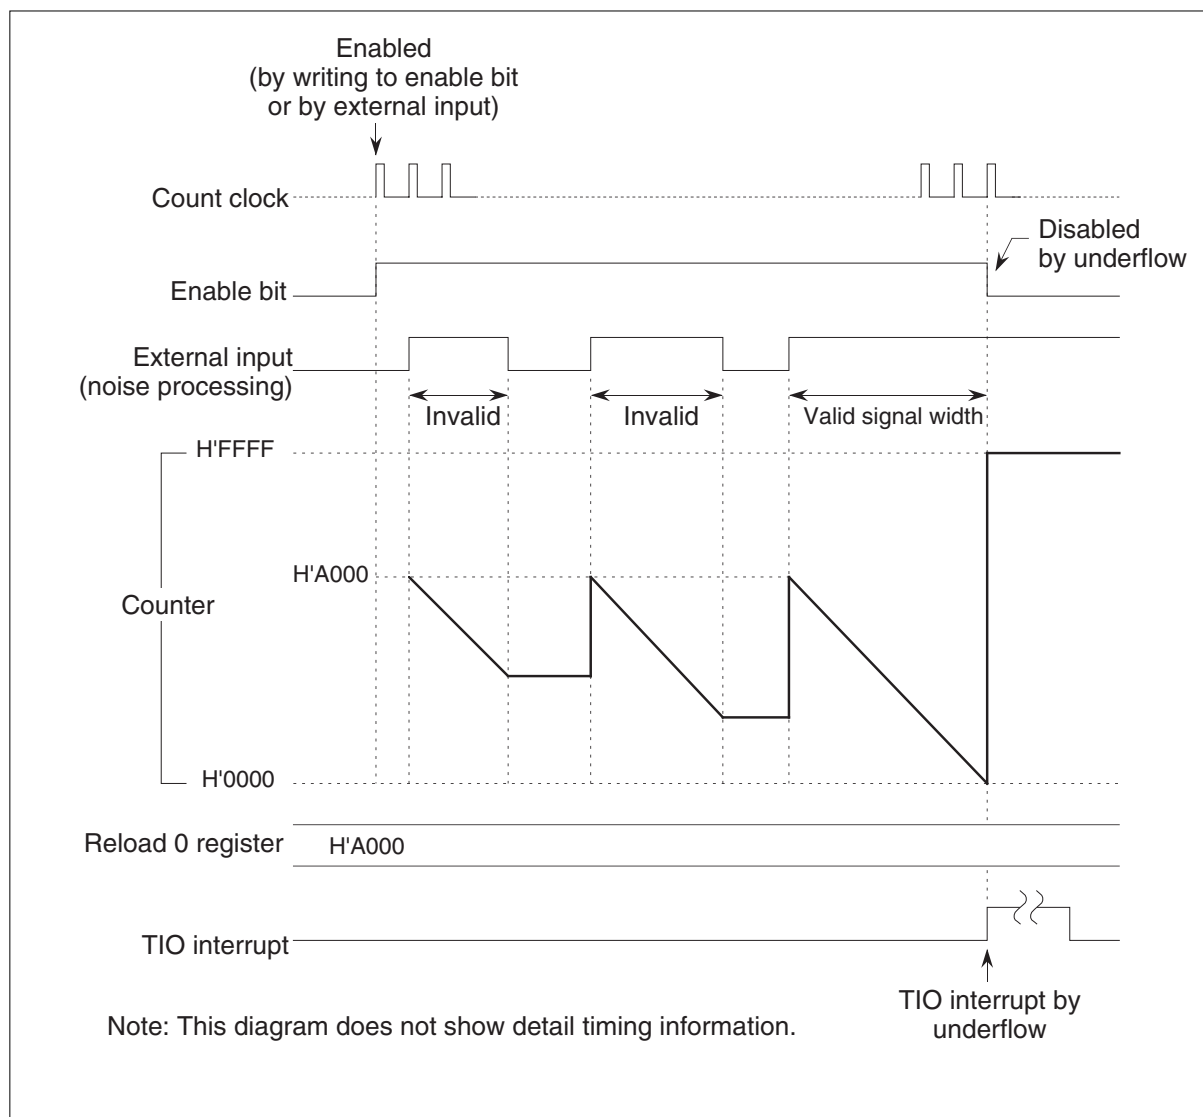 Enabled
(by writing to enable bit
or by external input)
Count clock
Disabled
by underflow
Enable bit
External input
(noise processing)
Invalid
Invalid
Valid signal width
H'FFFF
H'A000
Counter
H'0000
Reload 0 register
H'A000
TIO interrupt
TIO interrupt by
underflow
Note: This diagram does not show detail timing information.